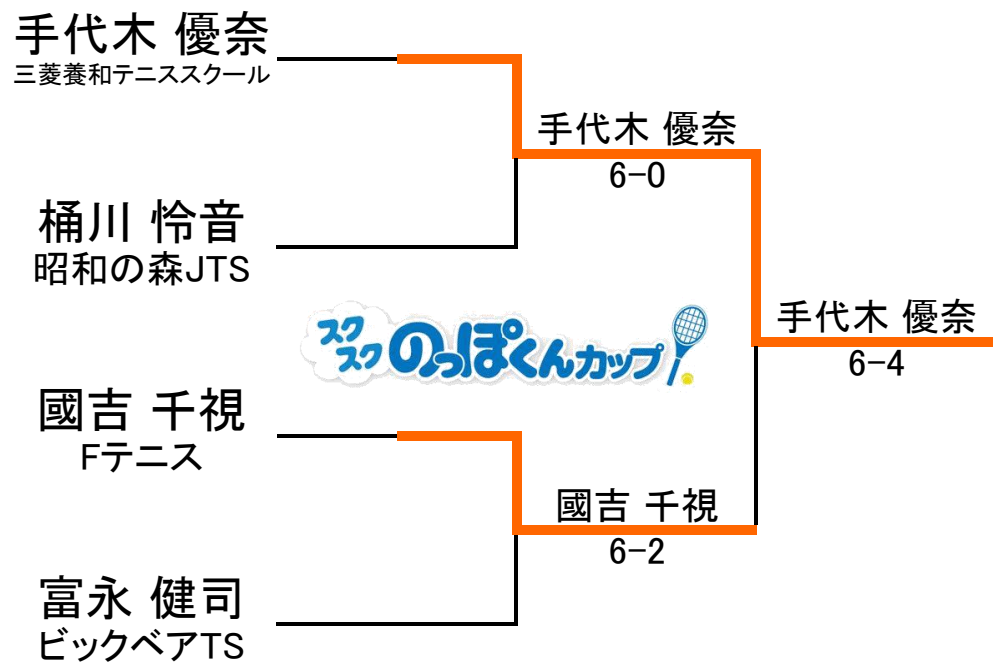 手代木 優奈
三菱養和テニススクール
手代木 優奈
6-0
桶川 怜音
昭和の森JTS
スク
スク のっぽくんカップ
手代木 優奈
6-4
國吉 千視
Fテニス
國吉 千視
6-2
富永 健司
ビックベアTS